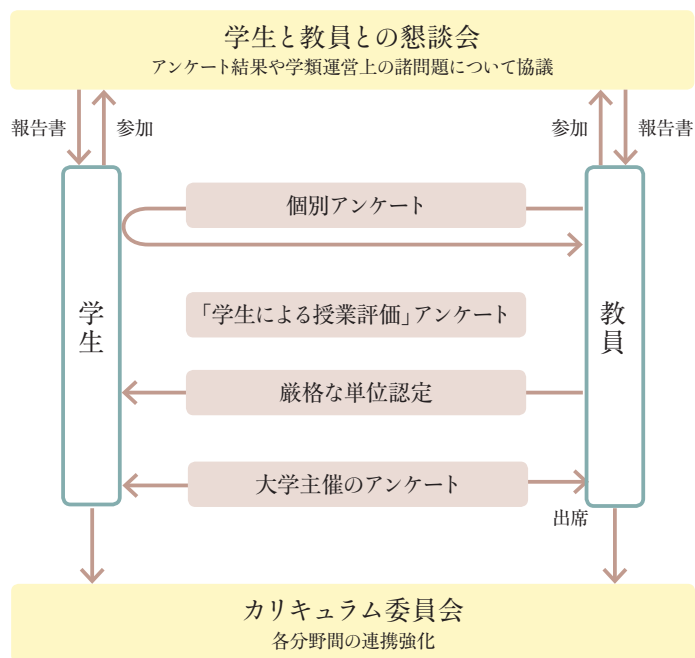 学生と教員との懇談会
アンケート結果や学類運営上の諸問題について協議
報告書
参加
参加
報告書
個別アンケート
学生
教員
「学生による授業評価」アンケート
厳格な単位認定
大学主催のアンケート
出席
カリキュラム委員会
各分野間の連携強化